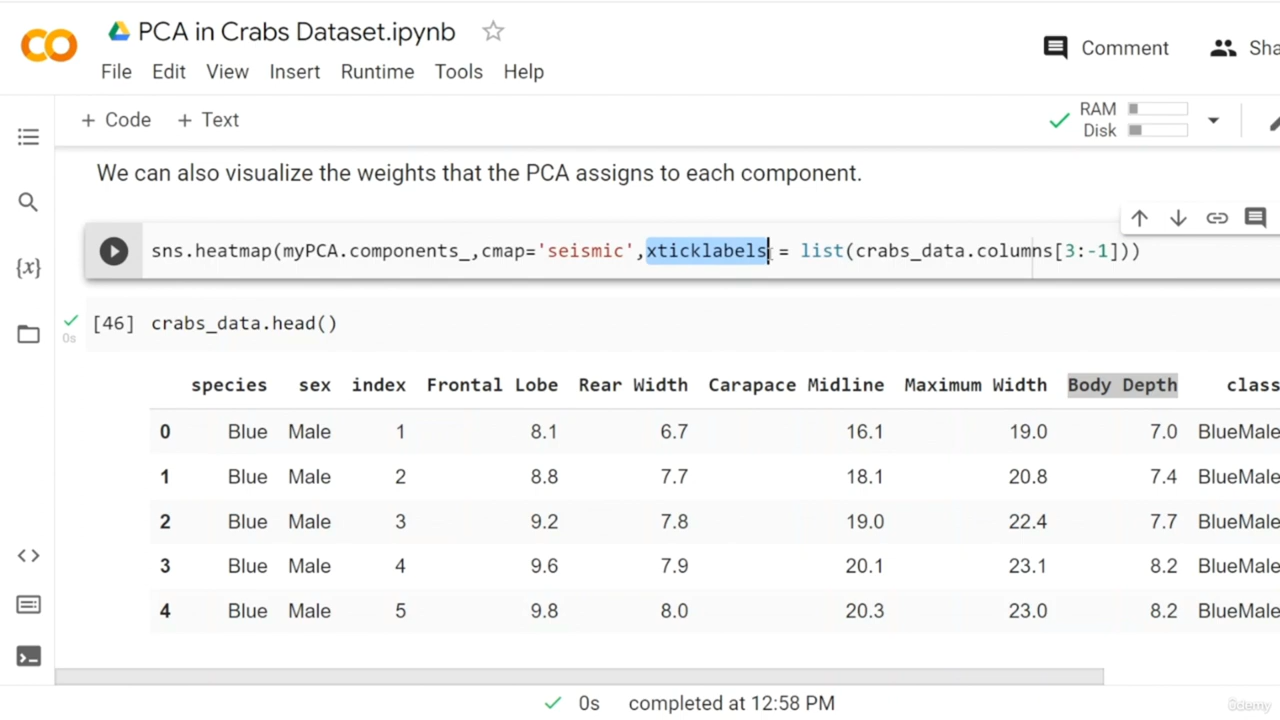 PCA in Crabs Dataset.ipynb
Comment
Sha
File Edit View Insert Runtime Tools Help
+ Code + Text
RAM
Disk
We can also visualize the weights that the PCA assigns to each component.
sns.heatmap(myPCA.components_,cmap='seismic',xticklabels = list(crabs_data.columns[3:-1]))
0s
[46] crabs_data.head()
species sex index Frontal Lobe Rear Width Carapace Midline Maximum Width Body Depth class
0 Blue Male 1 8.1 6.7 16.1 19.0 7.0 BlueMale
1 Blue Male 2 8.8 7.7 18.1 20.8 7.4 BlueMale
2 Blue Male 3 9.2 7.8 19.0 22.4 7.7 BlueMale
3 Blue Male 4 9.6 7.9 20.1 23.1 8.2 BlueMale
4 Blue Male 5 9.8 8.0 20.3 23.0 8.2 BlueMale
0s completed at 12:58 PM
ûdemy